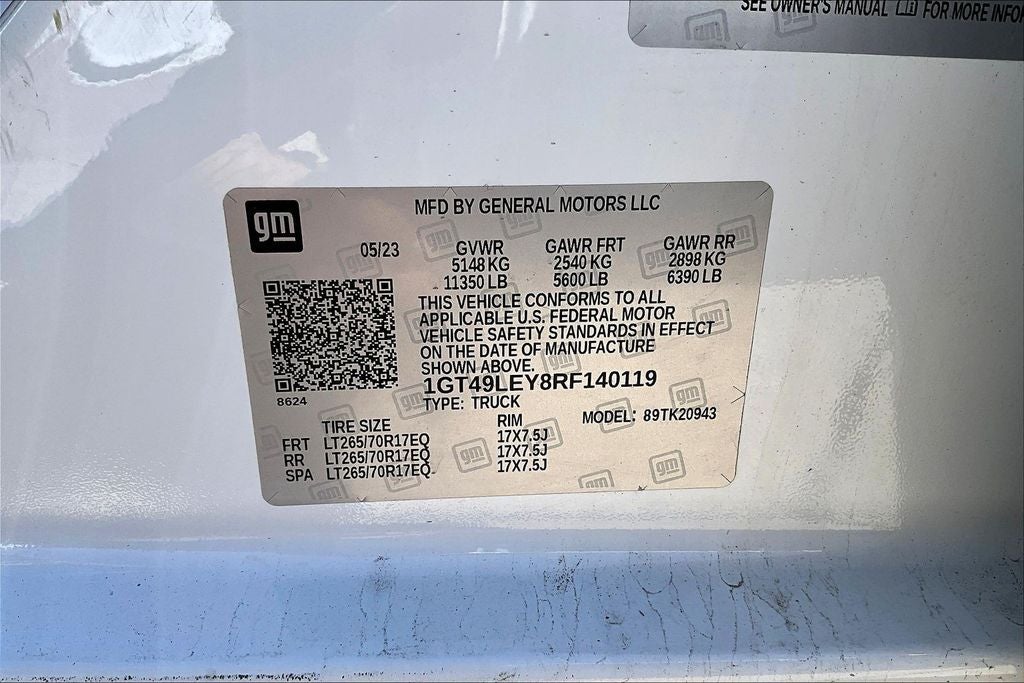 SEE OWNER'S MANUAL FOR MORE INFO
gm
MFD BY GENERAL MOTORS LLC
05/23 GVWR GAWR FRT GAWR RR
5148 KG 2540 KG 2898 KG
11350 LB 5600 LB 6390 LB
THIS VEHICLE CONFORMS TO ALL
APPLICABLE U.S. FEDERAL MOTOR
VEHICLE SAFETY STANDARDS IN EFFECT
ON THE DATE OF MANUFACTURE
SHOWN ABOVE.
1GT49LEY8RF140119
8624
TYPE: TRUCK
MODEL: 89TK20943
TIRE SIZE RIM
FRT LT265/70R17EQ 17X7.5J
RR LT265/70R17EQ 17X7.5J
SPA LT265/70R17EQ 17X7.5J